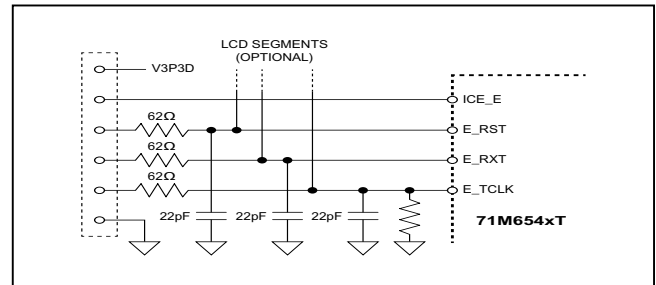 LCD SEGMENTS
(OPTIONAL)
V3P3D
ICE_E
62Ω
E_RST
62Ω
E_RXT
62Ω
E_TCLK
22pF
22pF
22pF
71M654xT